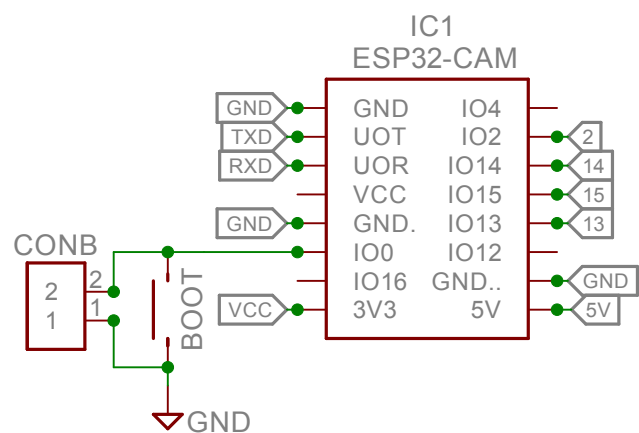 IC1
ESP32-CAM
GND GND IO4
TXD UOT IO2 2
RXD UOR IO14 14
VCC IO15 15
GND GND. IO13 13
CONB
IO0 IO12
2 2
IO16 GND.. GND
1 1
BOOT
VCC 3V3 5V 5V
GND